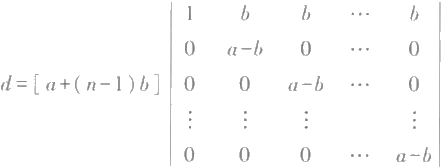 1 b b ⋯ b
0 a-b 0 ⋯ 0
d = [ a + ( n - 1 ) b ] 0 0 a-b ⋯ 0
⋮ ⋮ ⋮ ⋮
0 0 0 ⋯ a-b